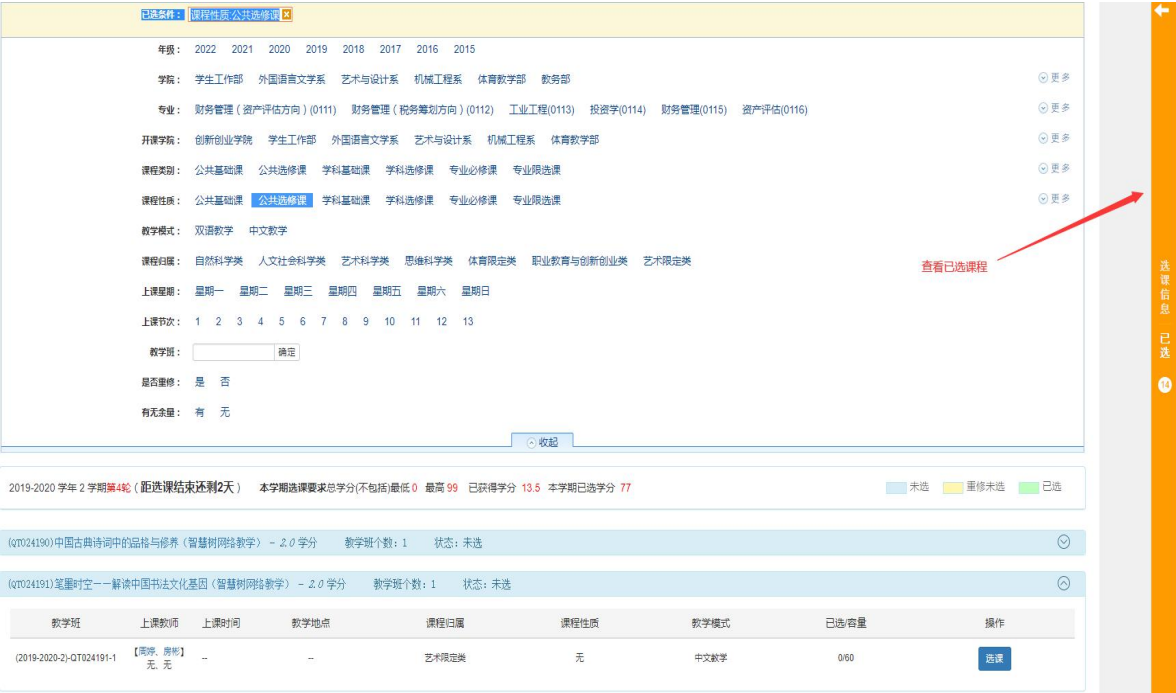 已选条件： 课程性质:公共选修课
年级： 2022 2021 2020 2019 2018 2017 2016 2015
学院： 学生工作部 外国语言文学系 艺术与设计系 机械工程系 体育教学部 教务部 更多
专业： 财务管理（资产评估方向）(0111) 财务管理（税务筹划方向）(0112) 工业工程(0113) 投资学(0114) 财务管理(0115) 资产评估(0116) 更多
开课学院： 创新创业学院 学生工作部 外国语言文学系 艺术与设计系 机械工程系 体育教学部 更多
课程类别： 公共基础课 公共选修课 学科基础课 学科选修课 专业必修课 专业限选课 更多
课程性质： 公共基础课 公共选修课 学科基础课 学科选修课 专业必修课 专业限选课 更多
教学模式： 双语教学 中文教学
课程归属： 自然科学类 人文社会科学类 艺术科学类 思维科学类 体育限定类 职业教育与创新创业类 艺术限定类
查看已选课程
上课星期： 星期一 星期二 星期三 星期四 星期五 星期六 星期日
上课节次： 1 2 3 4 5 6 7 8 9 10 11 12 13
教学班： 确定
是否重修： 是 否
有无余量： 有 无
收起
选课信息 已选 14
2019-2020 学年 2 学期第4轮（距选课结束还剩2天） 本学期选课要求总学分(不包括)最低 0 最高 99 已获得学分 13.5 本学期已选学分 77 未选 重修未选 已选
(QT024190)中国古典诗词中的品格与修养（智慧树网络教学） - 2.0 学分 教学班个数: 1 状态: 未选
(QT024191)笔墨时空——解读中国书法文化基因（智慧树网络教学） - 2.0 学分 教学班个数: 1 状态: 未选
教学班 上课教师 上课时间 教学地点 课程归属 课程性质 教学模式 已选/容量 操作
(2019-2020-2)-QT024191-1 【周婷、房彬】 -- -- 艺术限定类 无 中文教学 0/60 选课
无、无